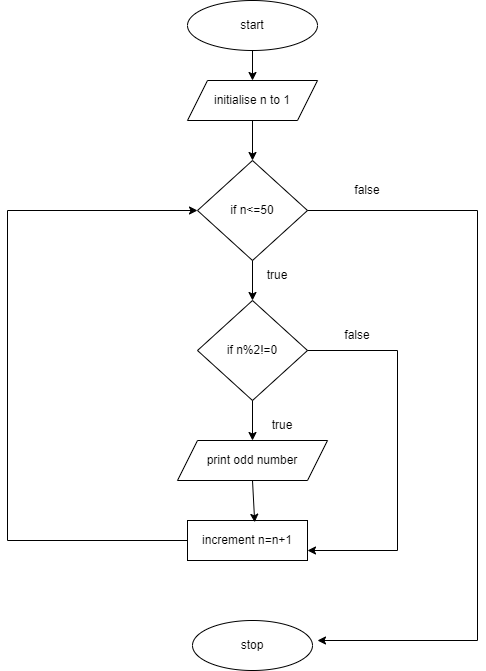 start
initialise n to 1
if n<=50
false
true
if n%2!=0
false
true
print odd number
increment n=n+1
stop